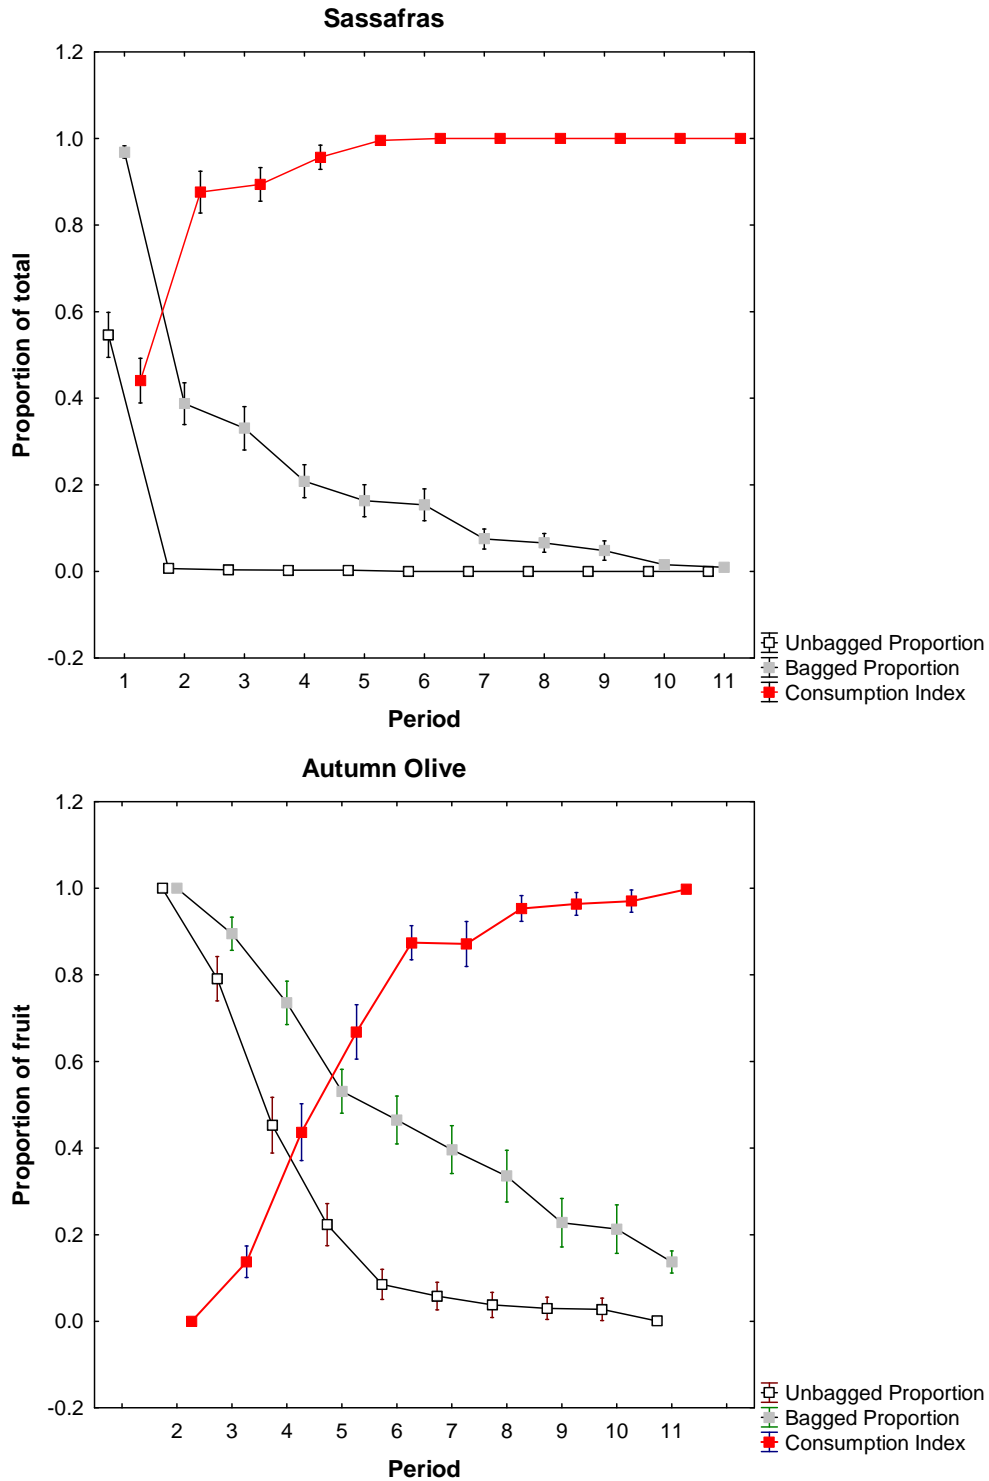 Sassafras
1.2
1.0
0.8
0.6
0.4
0.2
0.0
-0.2
Proportion of total
1 2 3 4 5 6 7 8 9 10 11
Period
Unbagged Proportion
Bagged Proportion
Consumption Index
Autumn Olive
1.2
1.0
0.8
0.6
0.4
0.2
0.0
-0.2
Proportion of fruit
2 3 4 5 6 7 8 9 10 11
Period
Unbagged Proportion
Bagged Proportion
Consumption Index